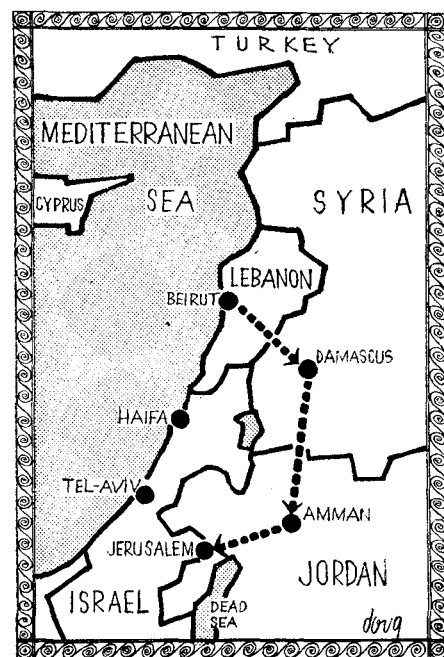 TURKEY
MEDITERRANEAN
SEA
CYPRUS
SYRIA
LEBANON
BEIRUT
DAMASCUS
HAIFA
TEL-AVIV
AMMAN
JERUSALEM
JORDAN
ISRAEL
DEAD
SEA
doug